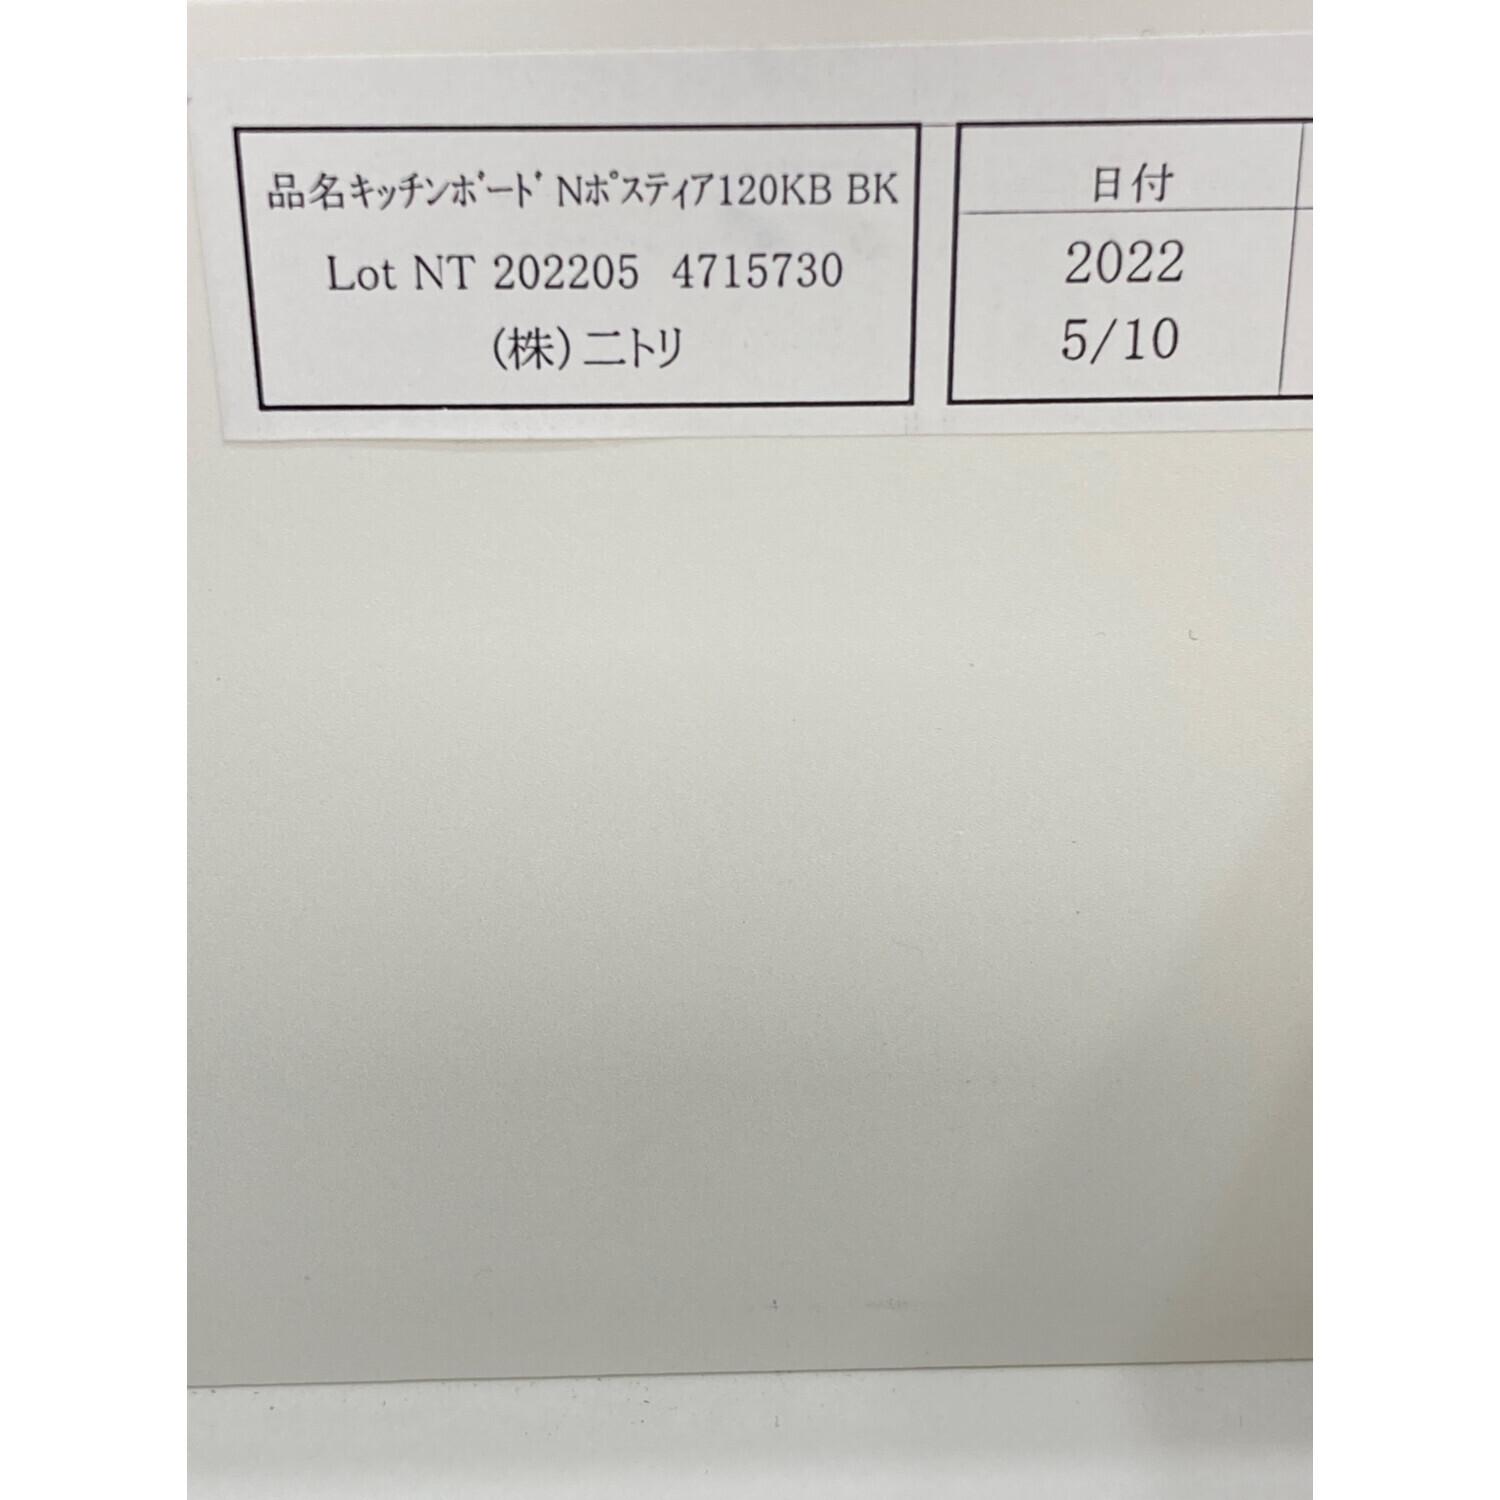 品名キッチンボード Nポスティア120KB BK
Lot NT 202205 4715730
(株)ニトリ
日付
2022
5/10